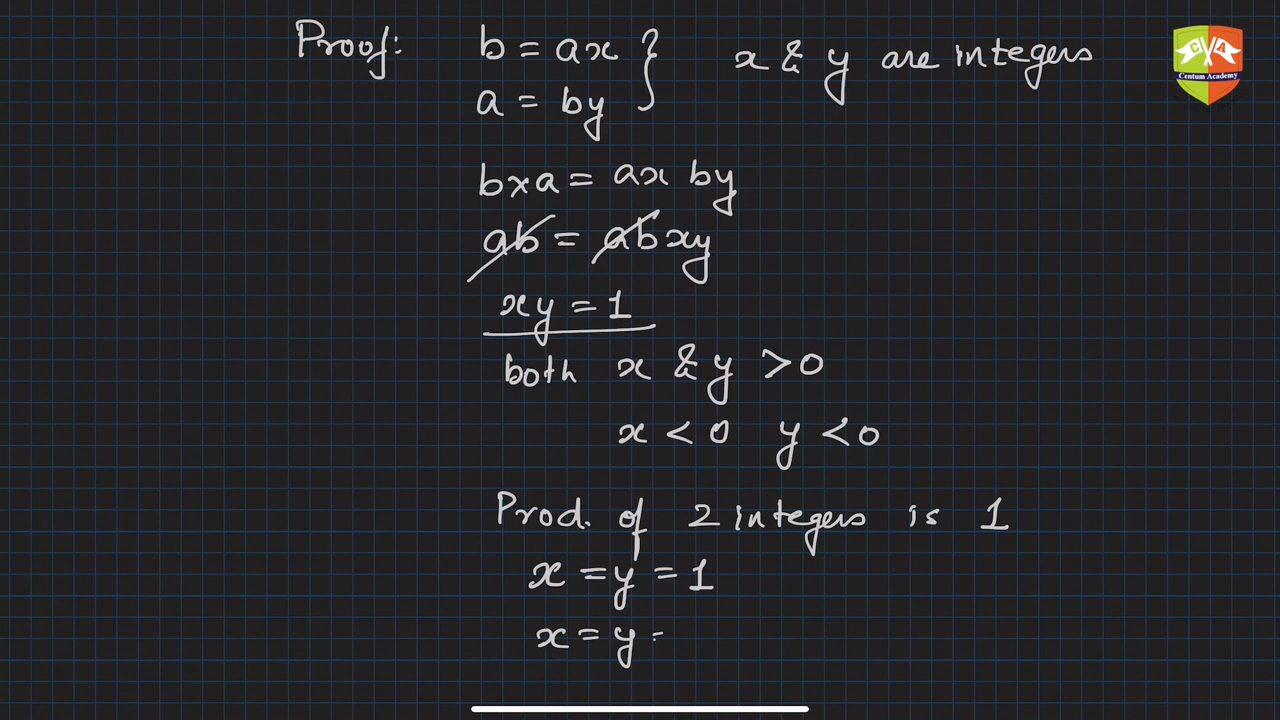 Proof: b = ax } x & y are integers
a = by
b×a = ax by
ab = abxy
xy = 1
both x & y >0
x < 0 y < 0
Prod. of 2 integers is 1
x = y = 1
x = y =
CVA
Centum Academy